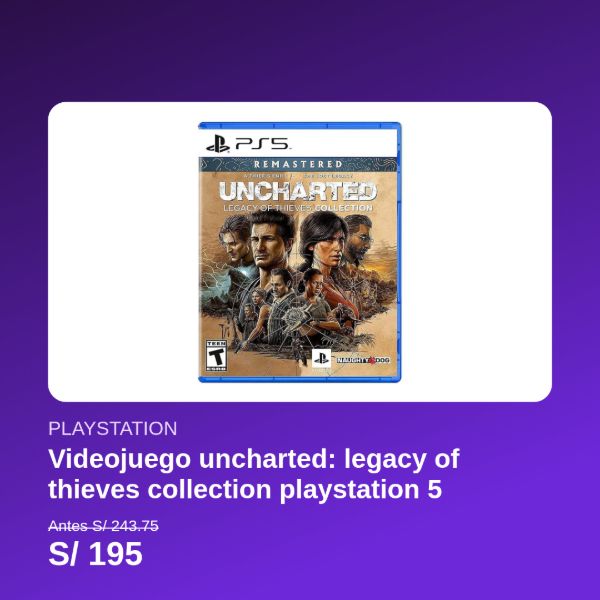 PS5
REMASTERED
UNCHARTED
LEGACY OF THIEVES COLLECTION
TEEN
T
ESRB
NAUGHTY DOG
PLAYSTATION
Videojuego uncharted: legacy of
thieves collection playstation 5
Antes S/ 243.75
S/ 195